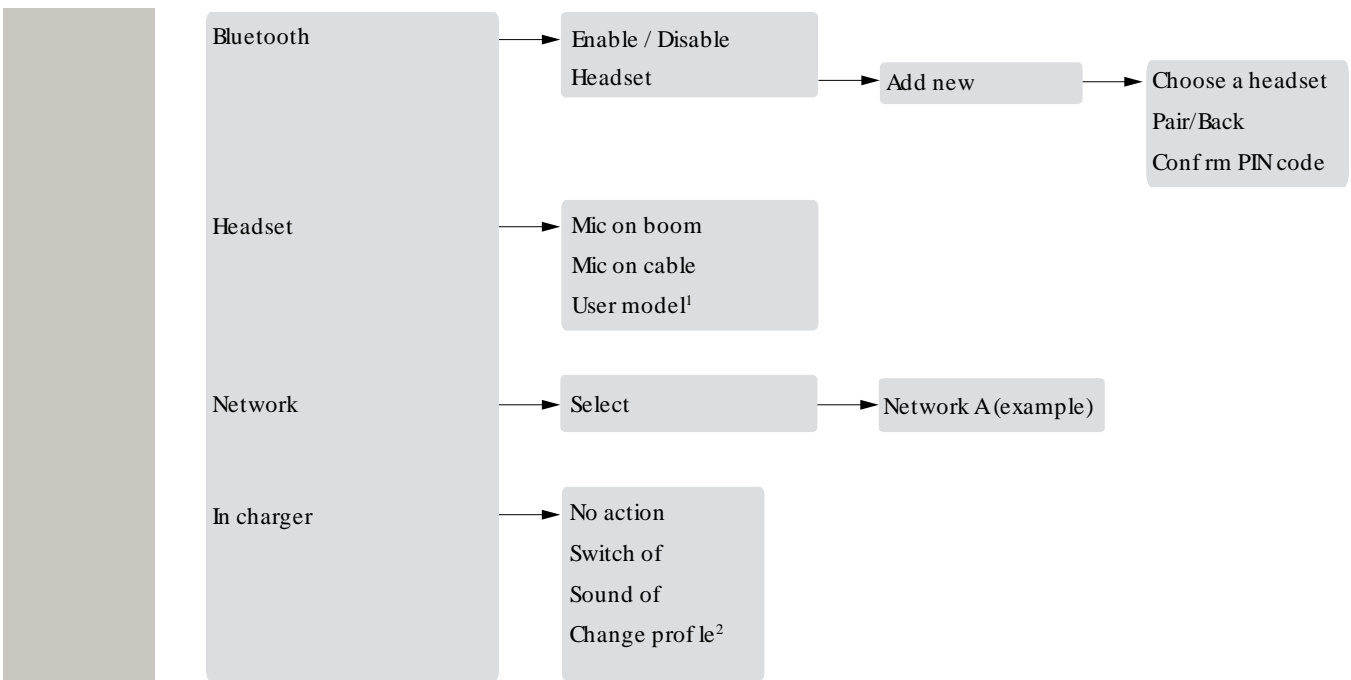 Bluetooth
Enable / Disable
Headset
Add new
Choose a headset
Pair/Back
Conf rm PIN code
Headset
Mic on boom
Mic on cable
User model¹
Network
Select
Network A (example)
In charger
No action
Switch of
Sound of
Change prof le²